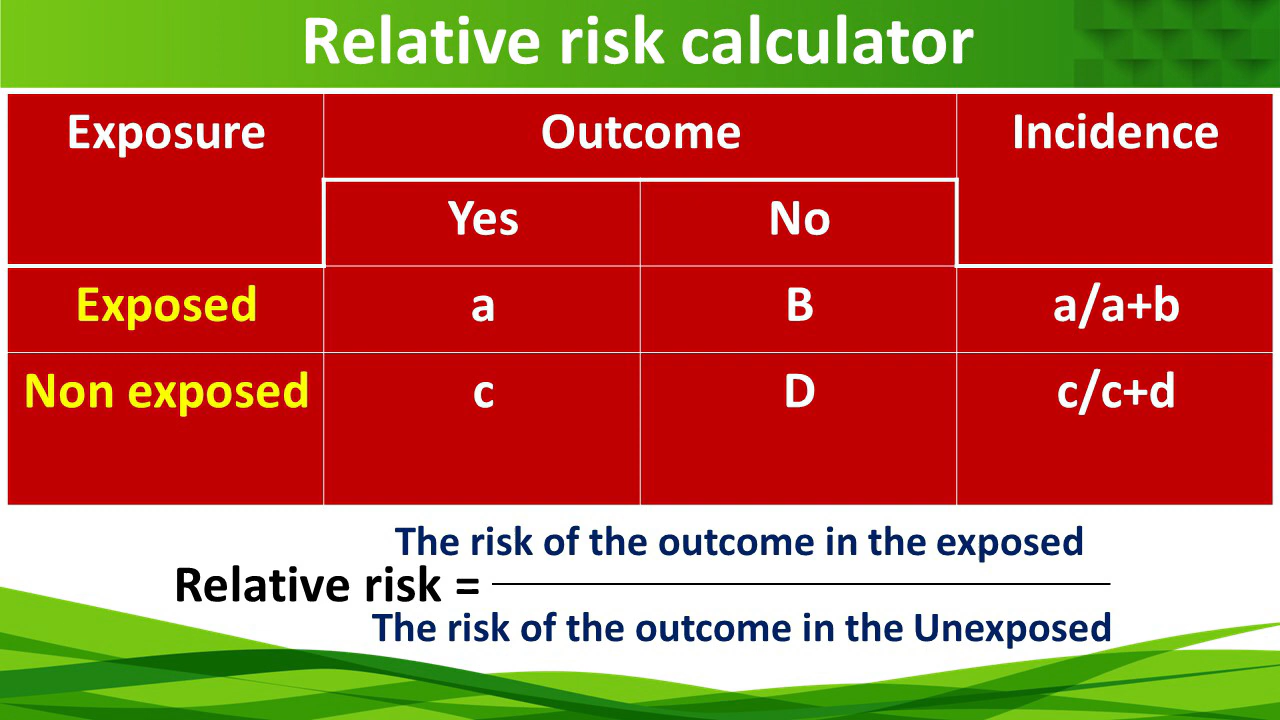 Relative risk calculator
Exposure Outcome Incidence
Yes No
Exposed a B a/a+b
Non exposed c D c/c+d
The risk of the outcome in the exposed
Relative risk =
The risk of the outcome in the Unexposed